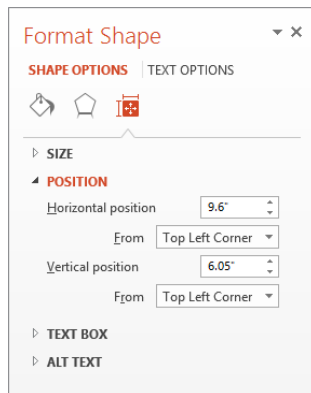 Format Shape
SHAPE OPTIONS TEXT OPTIONS
SIZE
POSITION
Horizontal position 9.6"
From Top Left Corner
Vertical position 6.05"
From Top Left Corner
TEXT BOX
ALT TEXT